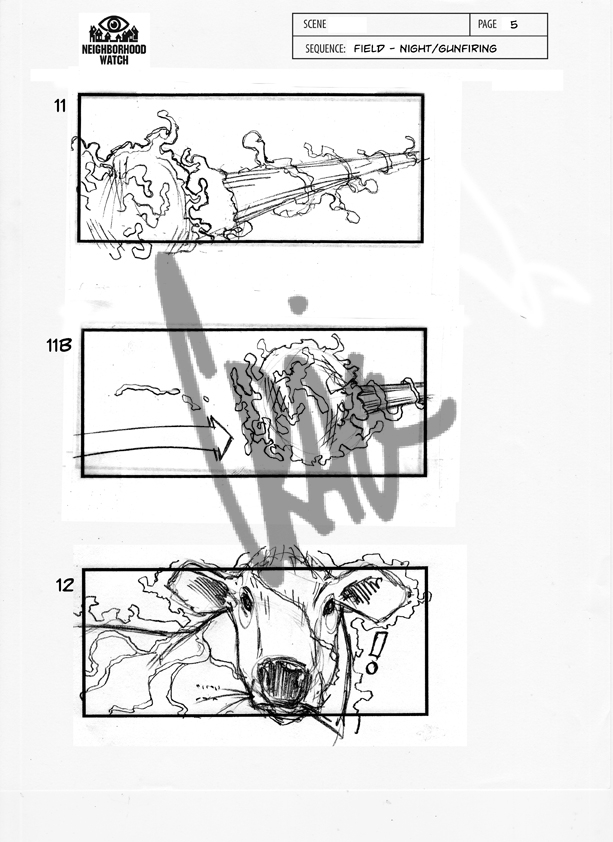 SCENE
PAGE 5
SEQUENCE: FIELD - NIGHT/GUNFIRING
NEIGHBORHOOD
WATCH
11
11B
12
!